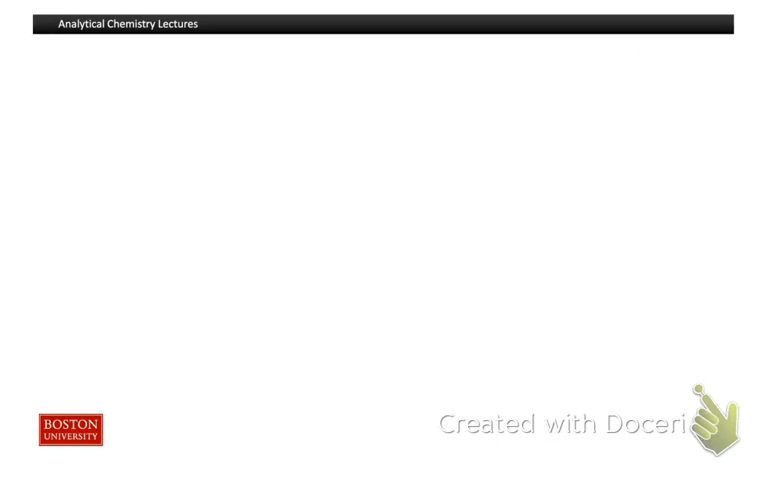 Analytical Chemistry Lectures
BOSTON
UNIVERSITY
Created with Doceri